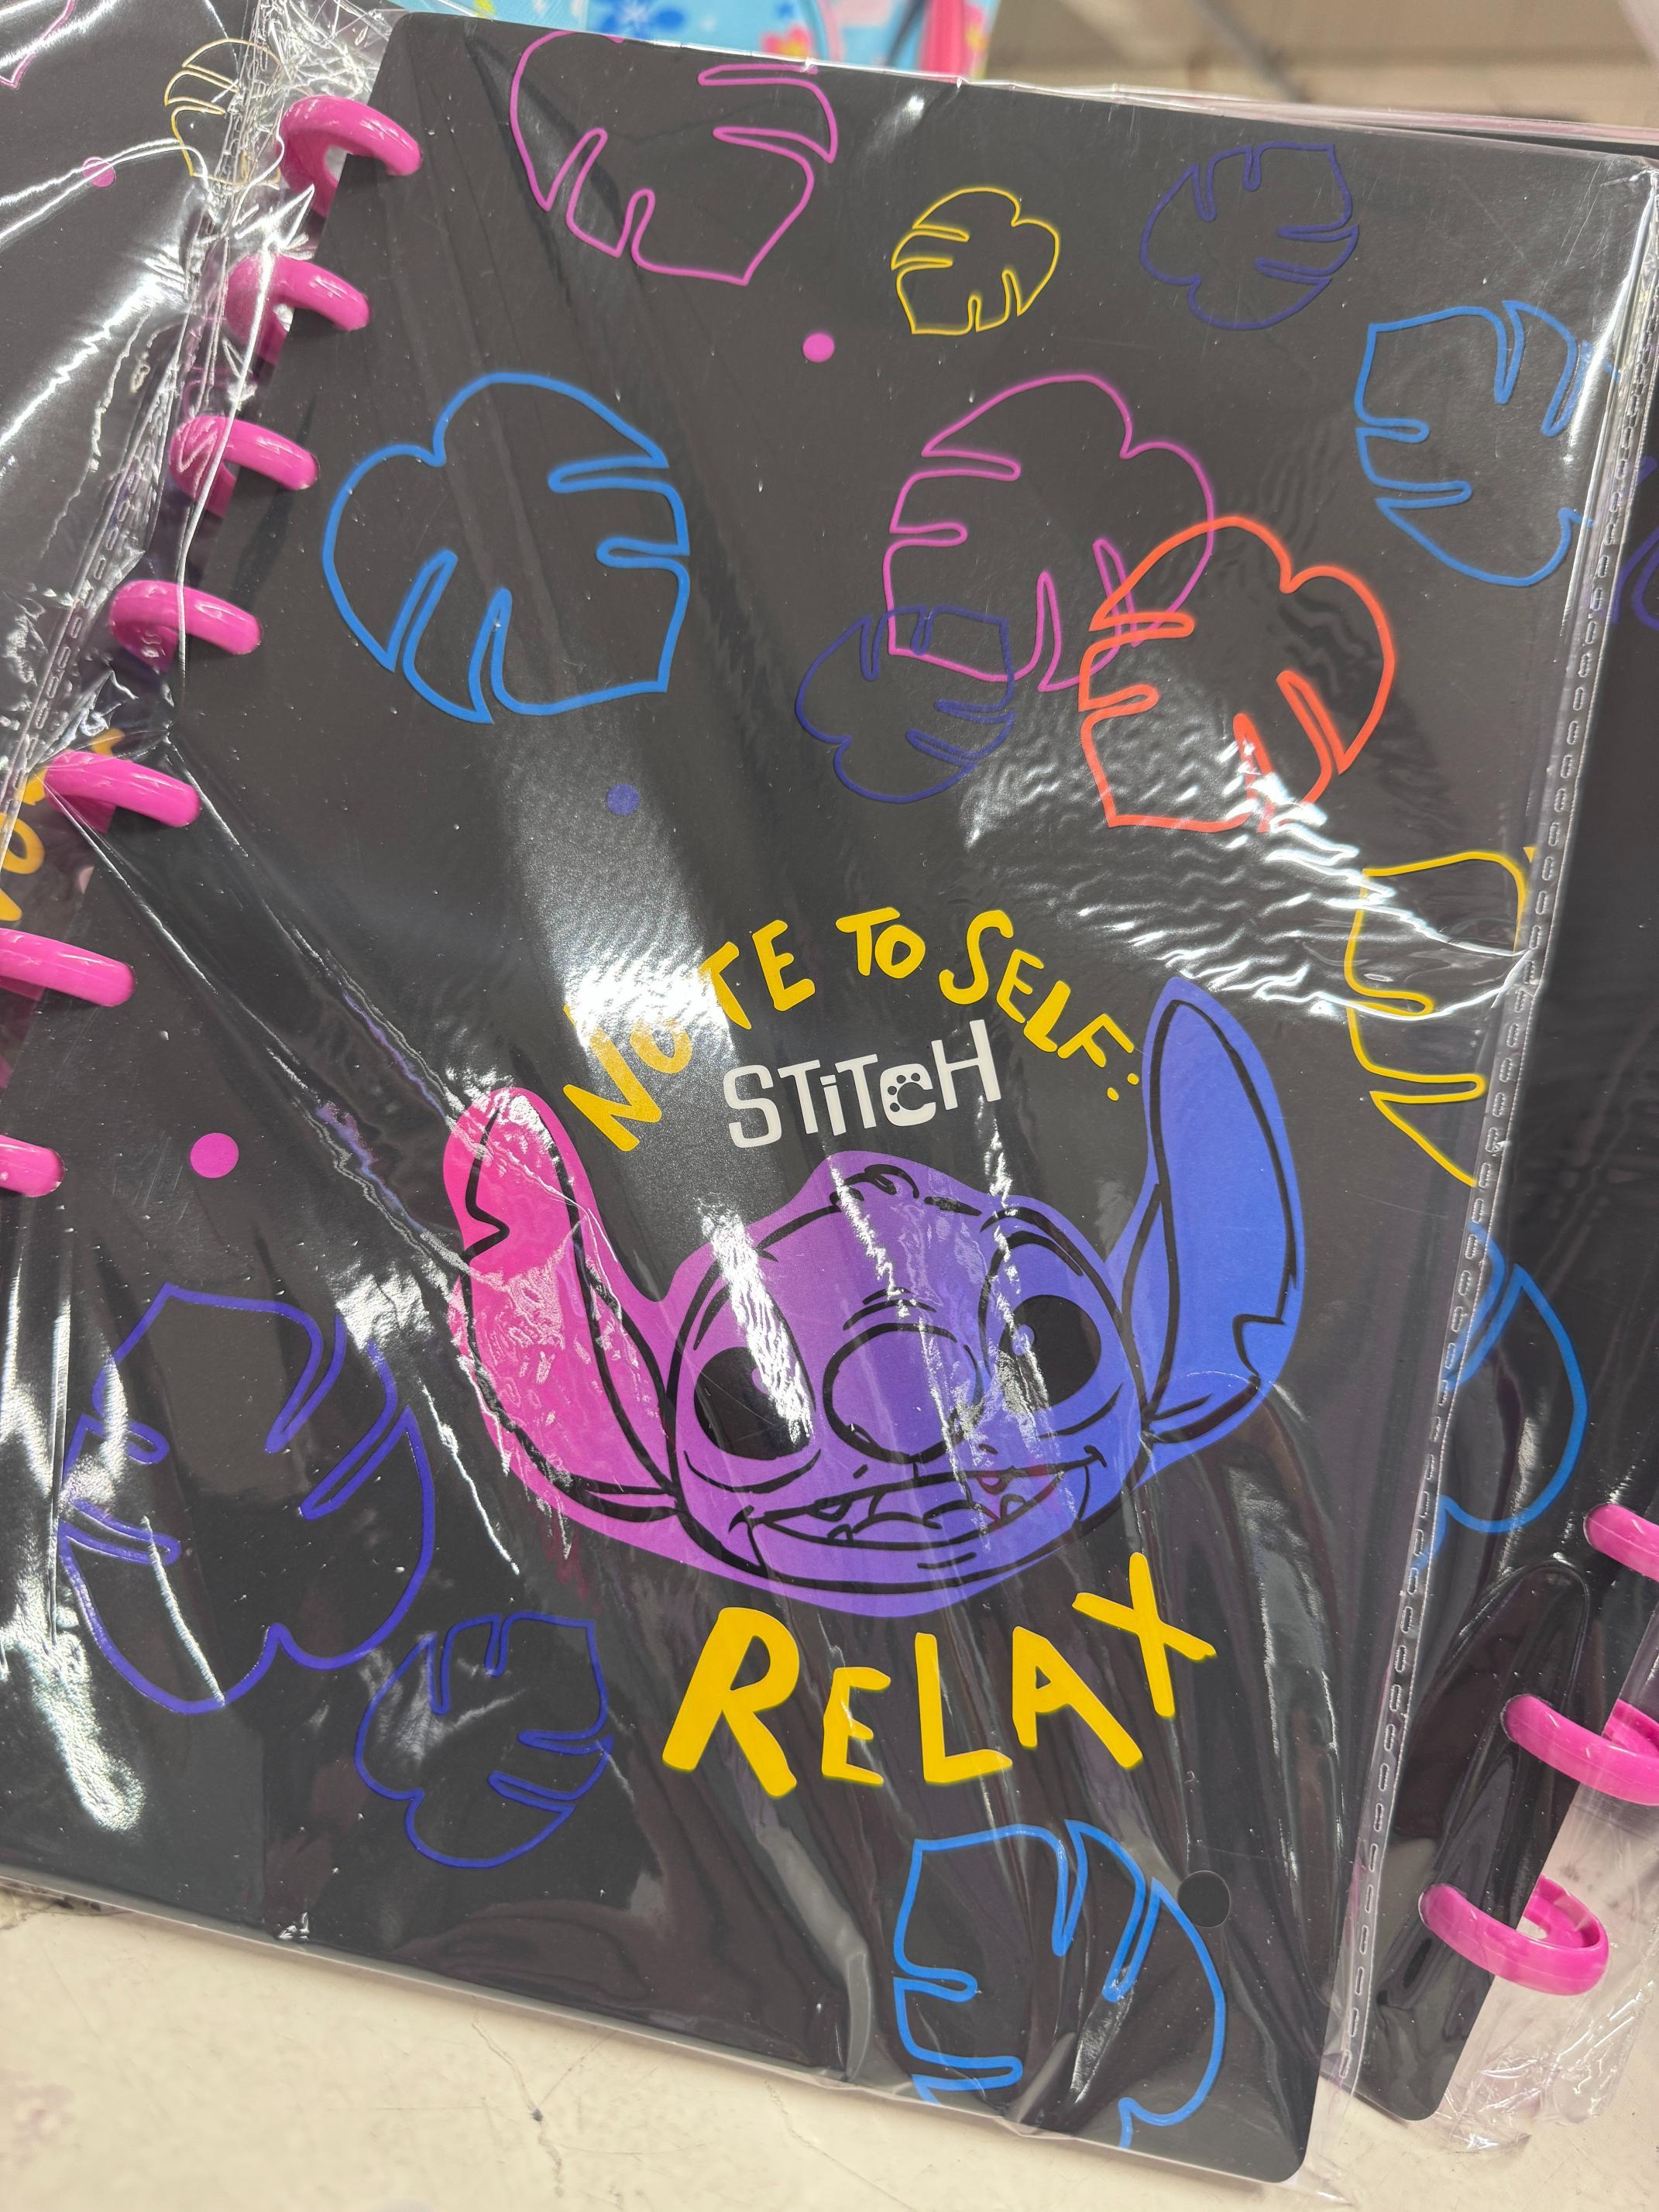 NOTE TO SELF:
STiTCH
RELAX